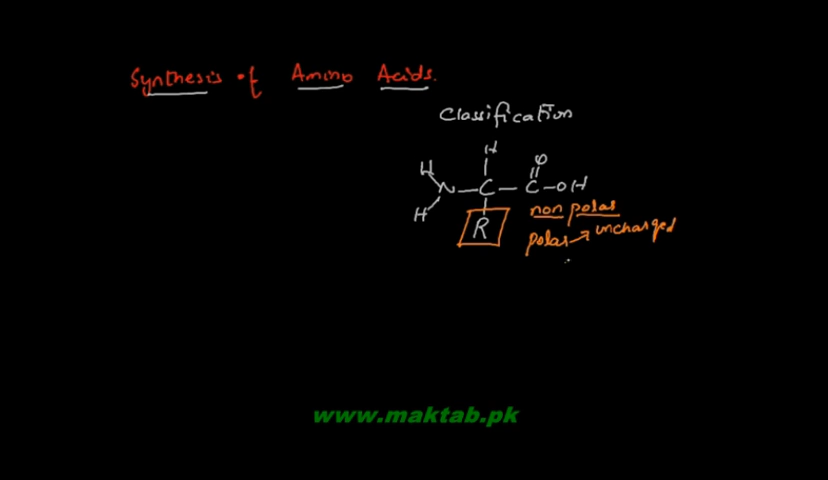 Synthesis of Amino Acids.
Classification
H
H O
N — C — C — OH
H
R
non polar
polar → uncharged
www.maktab.pk